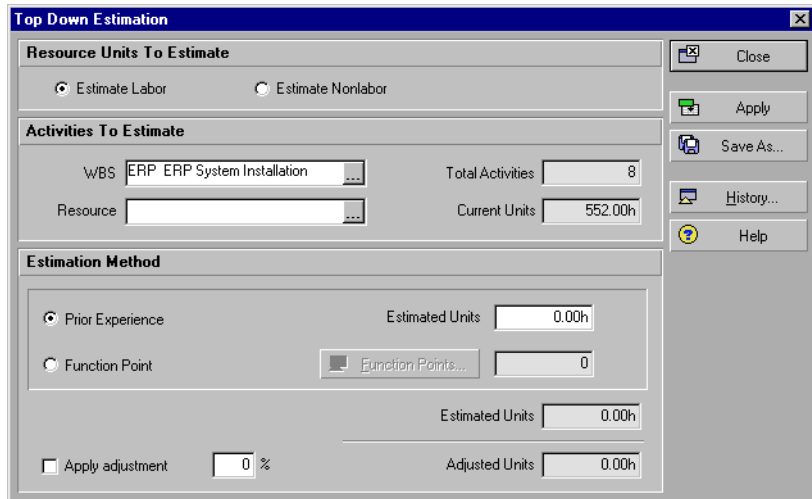 Top Down Estimation
Resource Units To Estimate
Estimate Labor Estimate Nonlabor
Activities To Estimate
WBS ERP ERP System Installation ... Total Activities 8
Resource ... Current Units 552.00h
Estimation Method
Prior Experience Estimated Units 0.00h
Function Point Function Points... 0
Estimated Units 0.00h
Apply adjustment 0 % Adjusted Units 0.00h
Close
Apply
Save As...
History...
Help